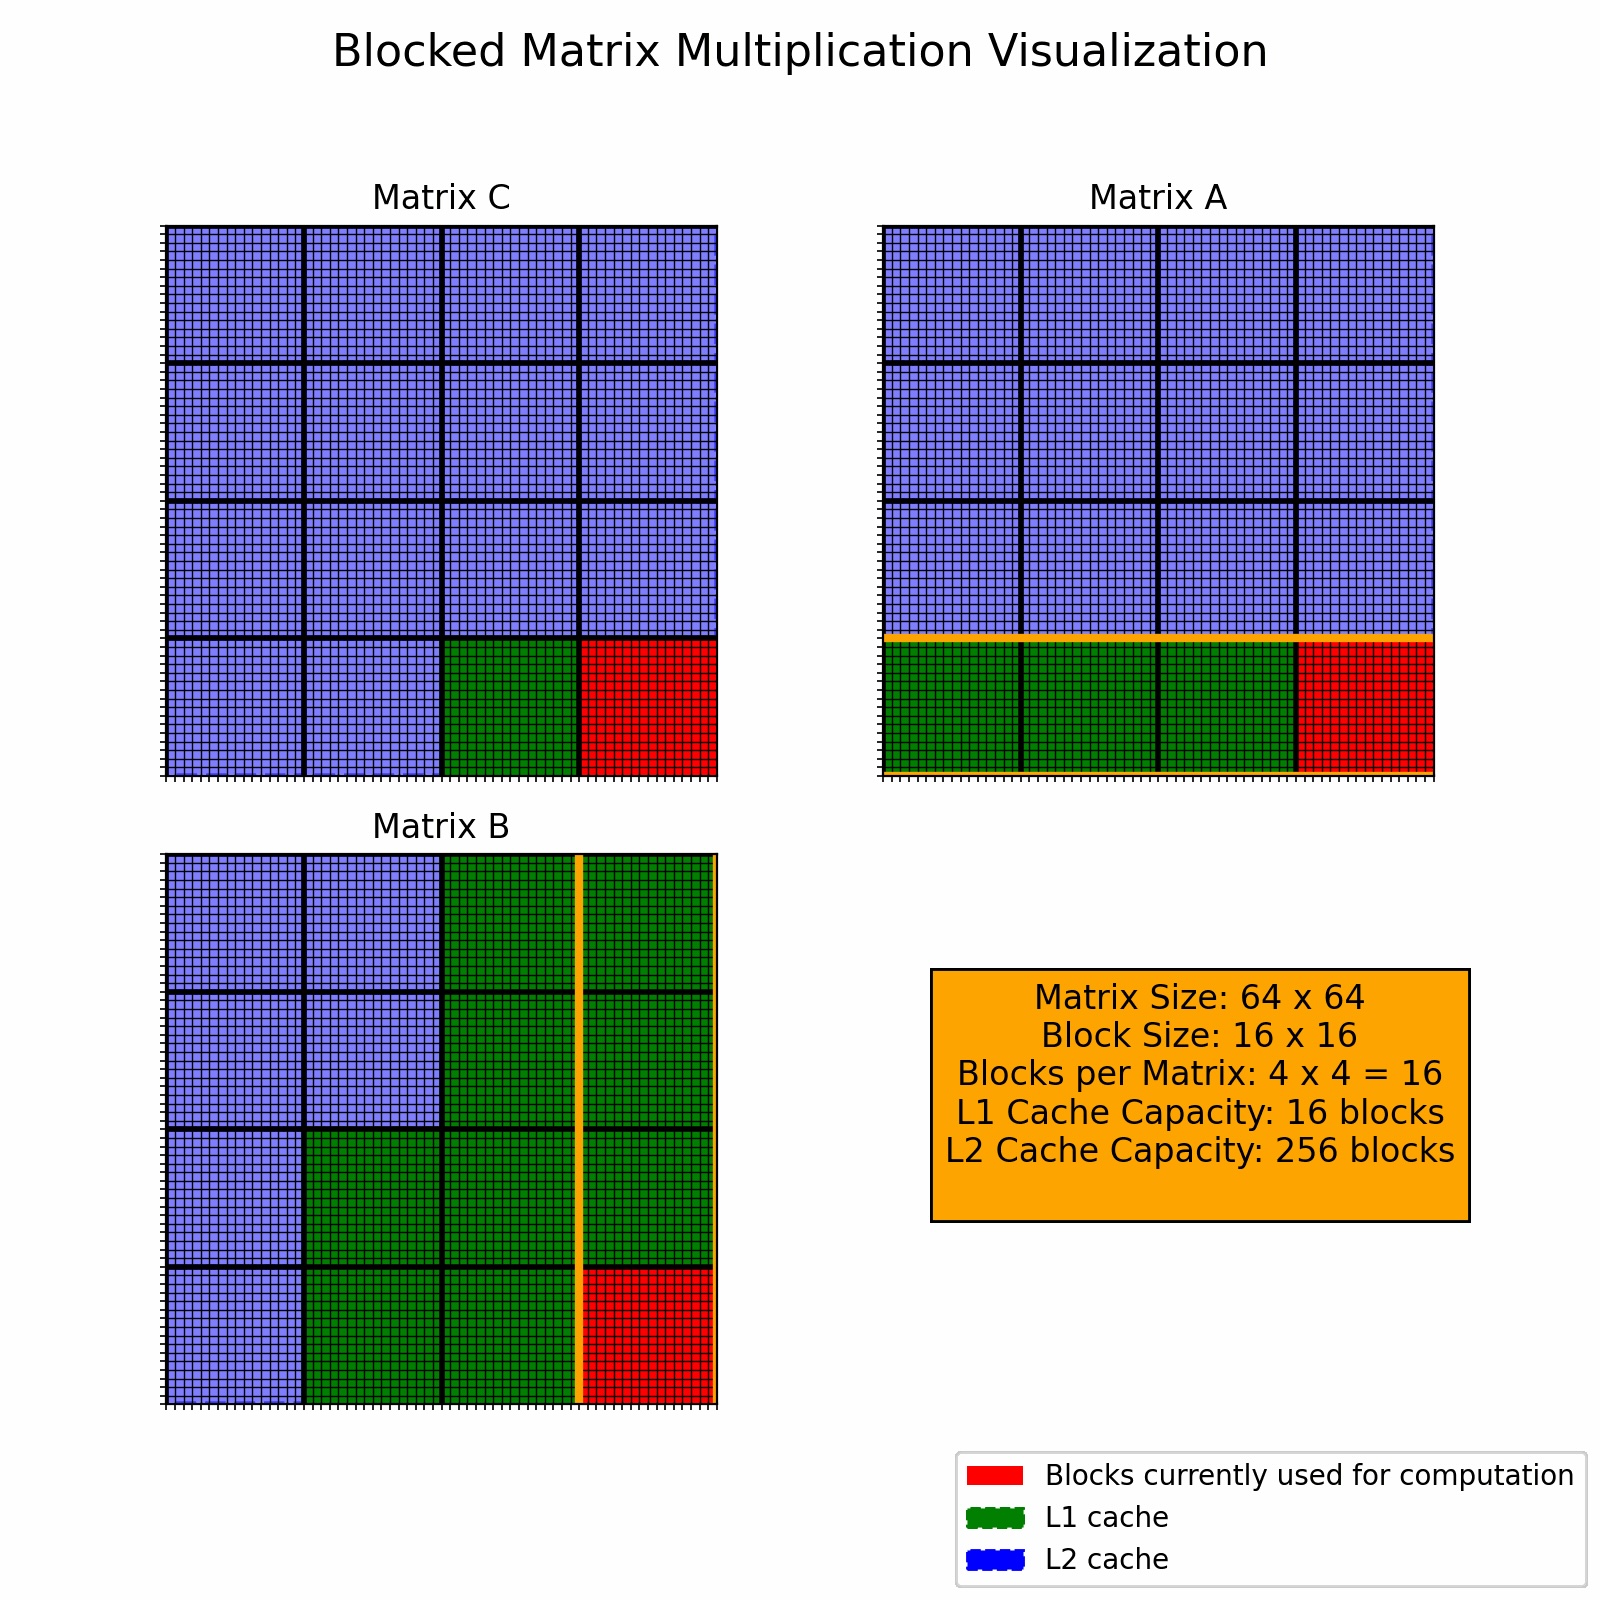 Blocked Matrix Multiplication Visualization
Matrix C
Matrix A
Matrix B
Matrix Size: 64 x 64
Block Size: 16 x 16
Blocks per Matrix: 4 x 4 = 16
L1 Cache Capacity: 16 blocks
L2 Cache Capacity: 256 blocks
Blocks currently used for computation
L1 cache
L2 cache